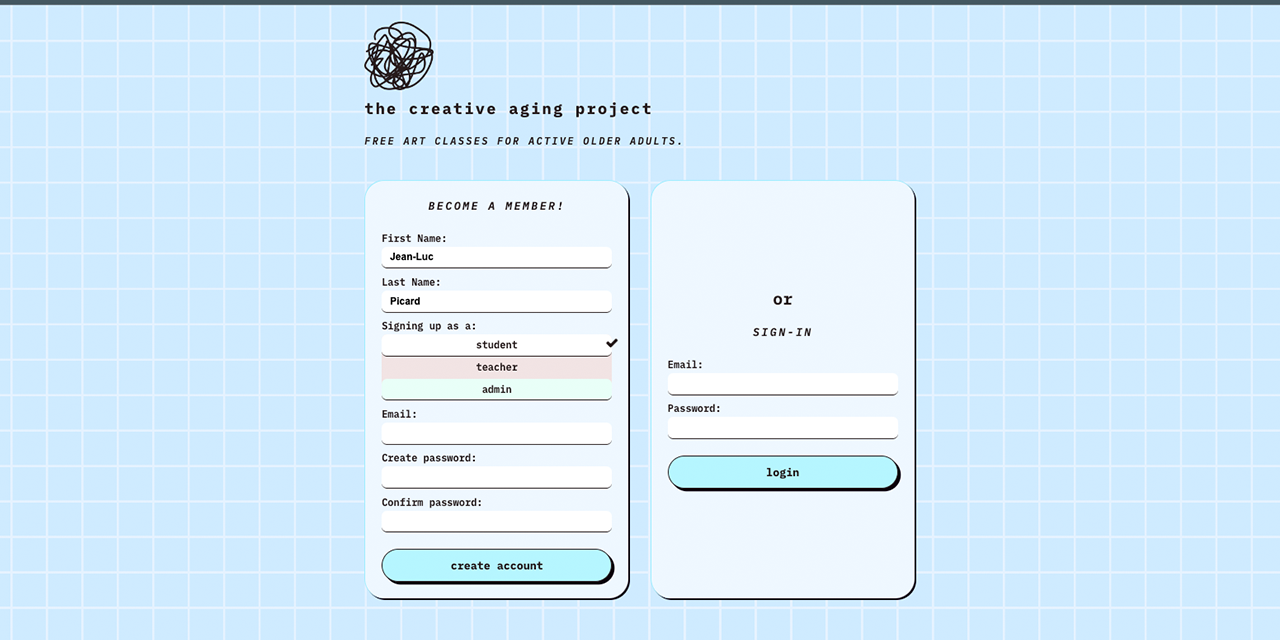 the creative aging project
FREE ART CLASSES FOR ACTIVE OLDER ADULTS.
BECOME A MEMBER!
First Name:
Jean-Luc
Last Name:
Picard
Signing up as a:
student
teacher
admin
Email:
Create password:
Confirm password:
create account
or
SIGN-IN
Email:
Password:
login